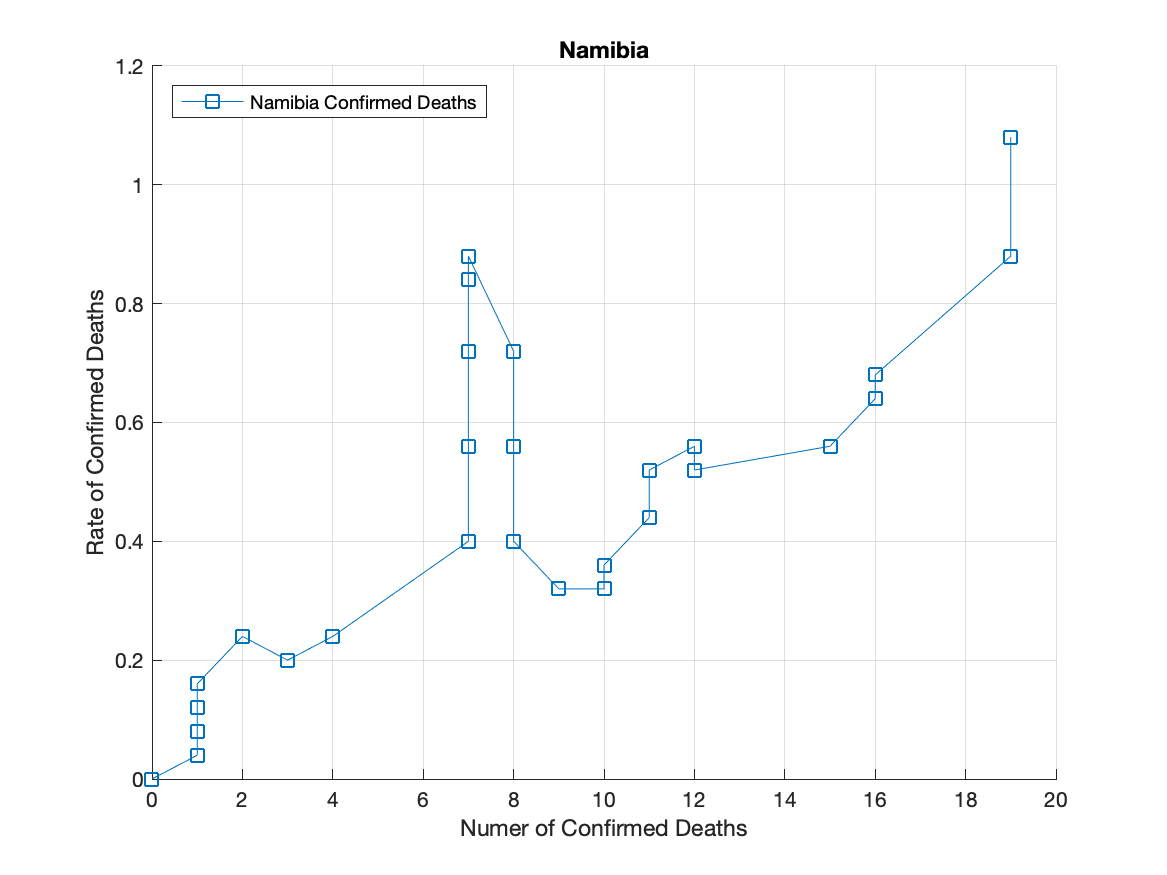 Namibia
Namibia Confirmed Deaths
1.2
1
0.8
0.6
0.4
0.2
0
Rate of Confirmed Deaths
0 2 4 6 8 10 12 14 16 18 20
Numer of Confirmed Deaths